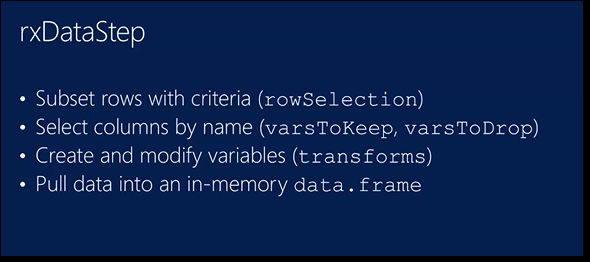 rxDataStep
• Subset rows with criteria (rowSelection)
• Select columns by name (varsToKeep, varsToDrop)
• Create and modify variables (transforms)
• Pull data into an in-memory data.frame